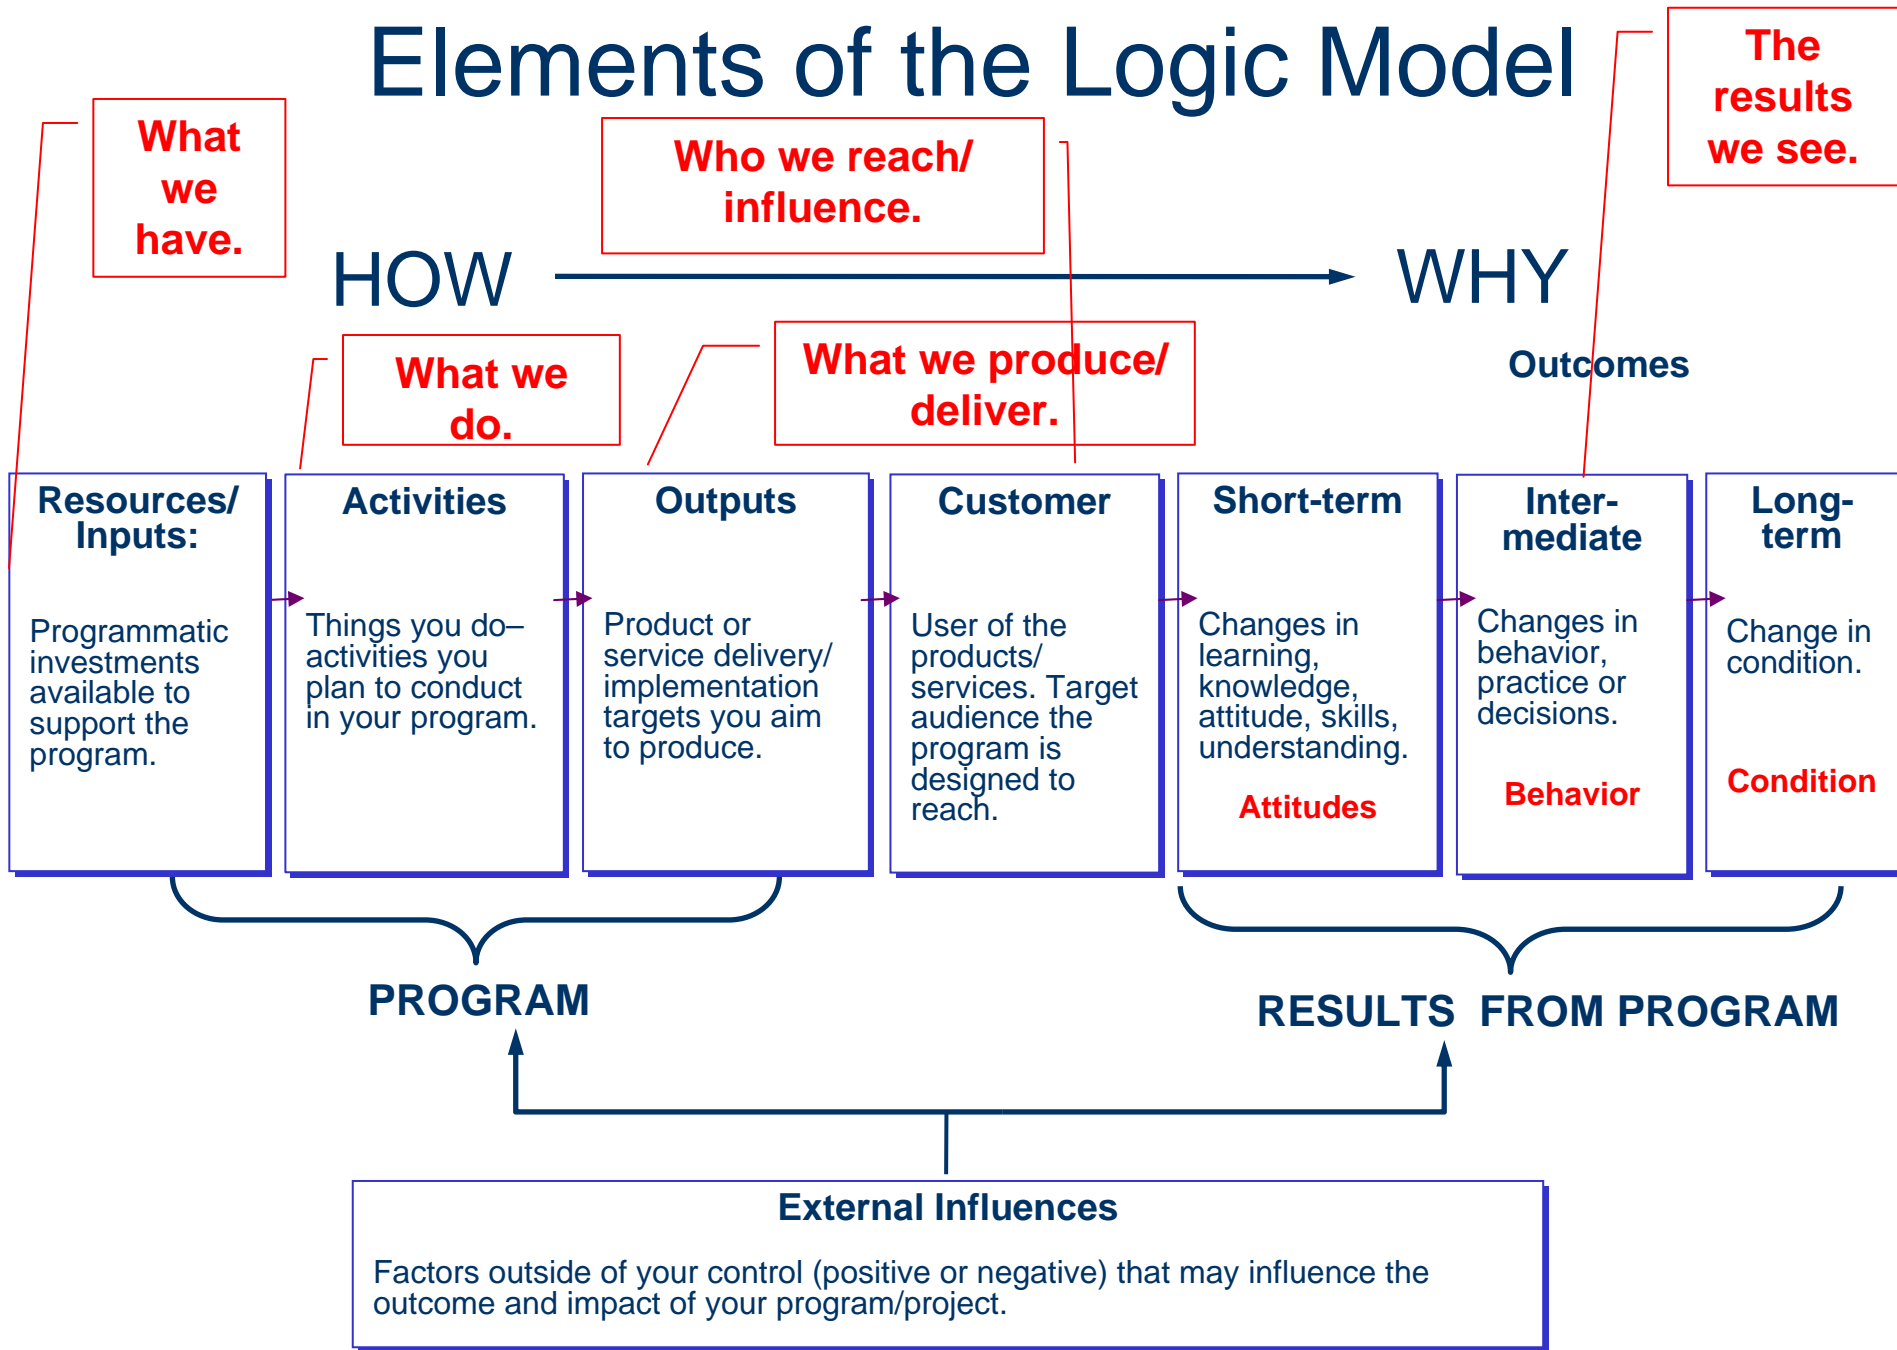 Elements of the Logic Model
The
results
we see.
What
we
have.
Who we reach/
influence.
HOW
WHY
What we
do.
What we produce/
deliver.
Outcomes
Resources/
Inputs:
Programmatic
investments
available to
support the
program.
Activities
Things you do–
activities you
plan to conduct
in your program.
Outputs
Product or
service delivery/
implementation
targets you aim
to produce.
Customer
User of the
products/
services. Target
audience the
program is
designed to
reach.
Short-term
Changes in
learning,
knowledge,
attitude, skills,
understanding.
Attitudes
Inter-
mediate
Changes in
behavior,
practice or
decisions.
Behavior
Long-
term
Change in
condition.
Condition
PROGRAM
RESULTS FROM PROGRAM
External Influences
Factors outside of your control (positive or negative) that may influence the
outcome and impact of your program/project.